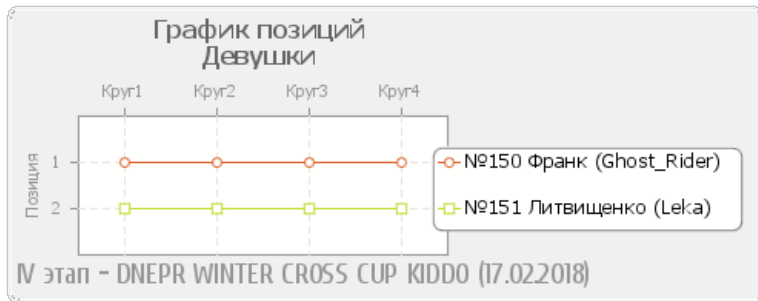 График позиций
Девушки
Круг1 Круг2 Круг3 Круг4
Позиция
1
2
№150 Франк (Ghost_Rider)
№151 Литвищенко (Leka)
IV этап - DNEPR WINTER CROSS CUP KIDDO (17.02.2018)